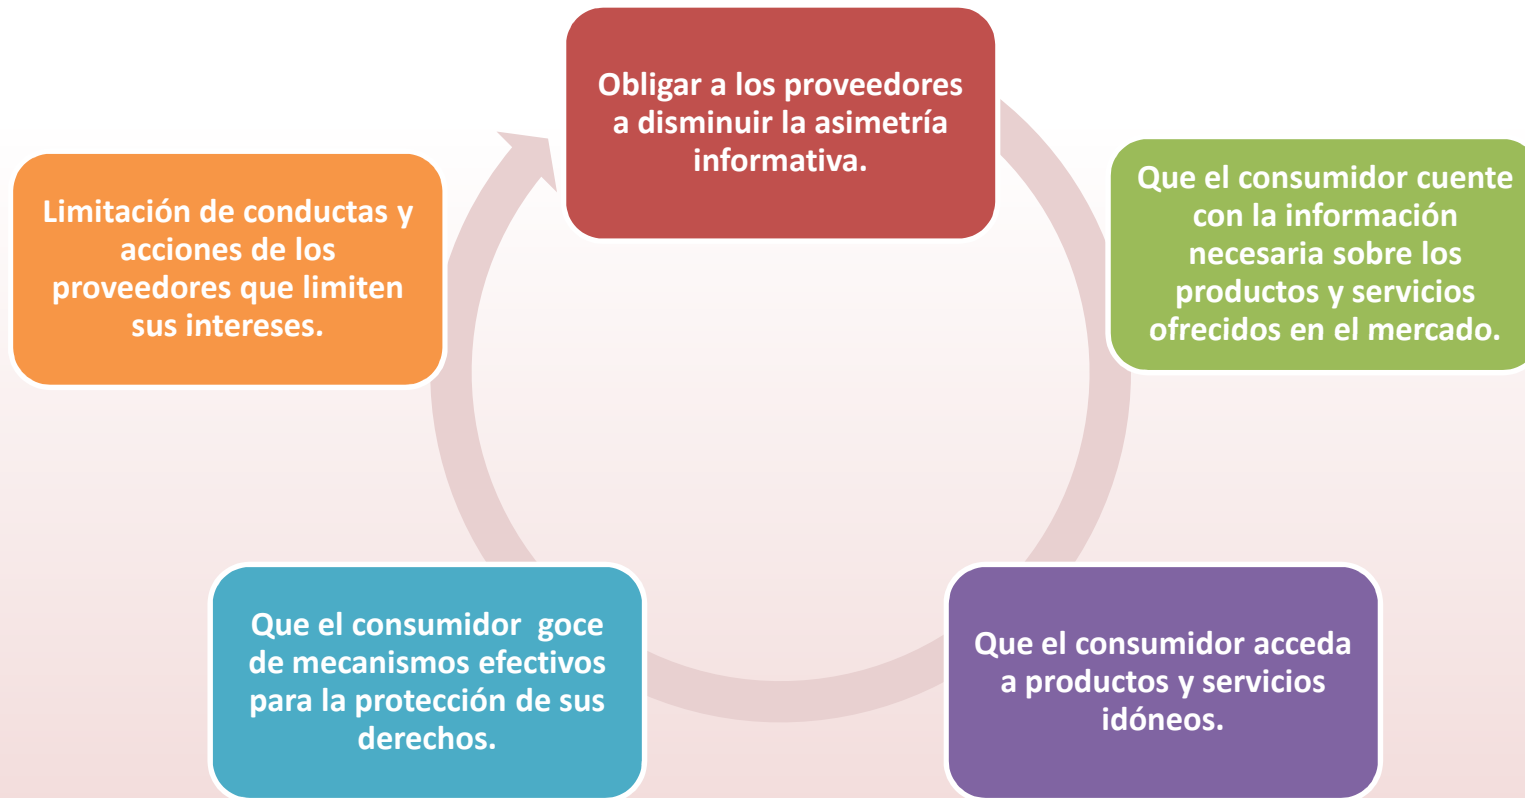 Obligar a los proveedores
a disminuir la asimetría
informativa.
Que el consumidor cuente
con la información
necesaria sobre los
productos y servicios
ofrecidos en el mercado.
Que el consumidor acceda
a productos y servicios
idóneos.
Que el consumidor  goce
de mecanismos efectivos
para la protección de sus
derechos.
Limitación de conductas y
acciones de los
proveedores que limiten
sus intereses.